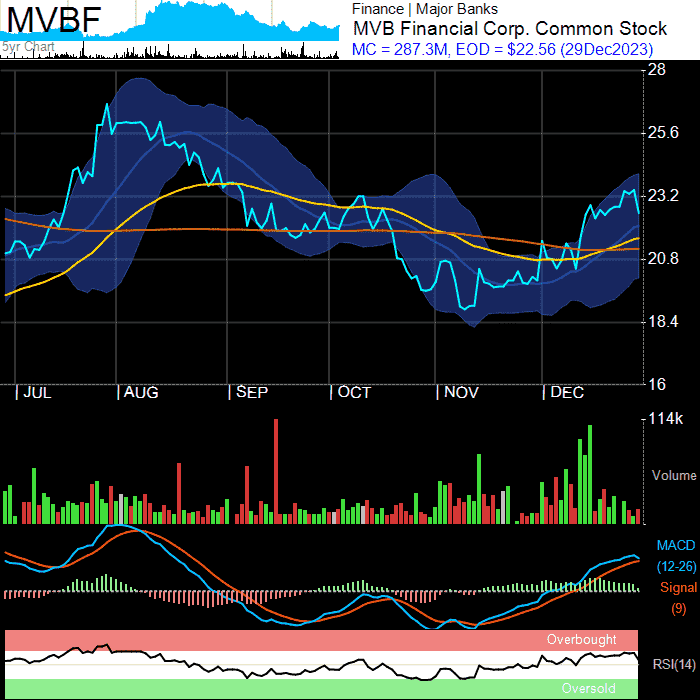 MVBF
5yr Chart
Finance | Major Banks
MVB Financial Corp. Common Stock
MC = 287.3M, EOD = $22.56 (29Dec2023)
28
25.6
23.2
20.8
18.4
16
| JUL | AUG | SEP | OCT | NOV | DEC
114k
Volume
MACD
(12-26)
Signal
(9)
Overbought
RSI(14)
Oversold